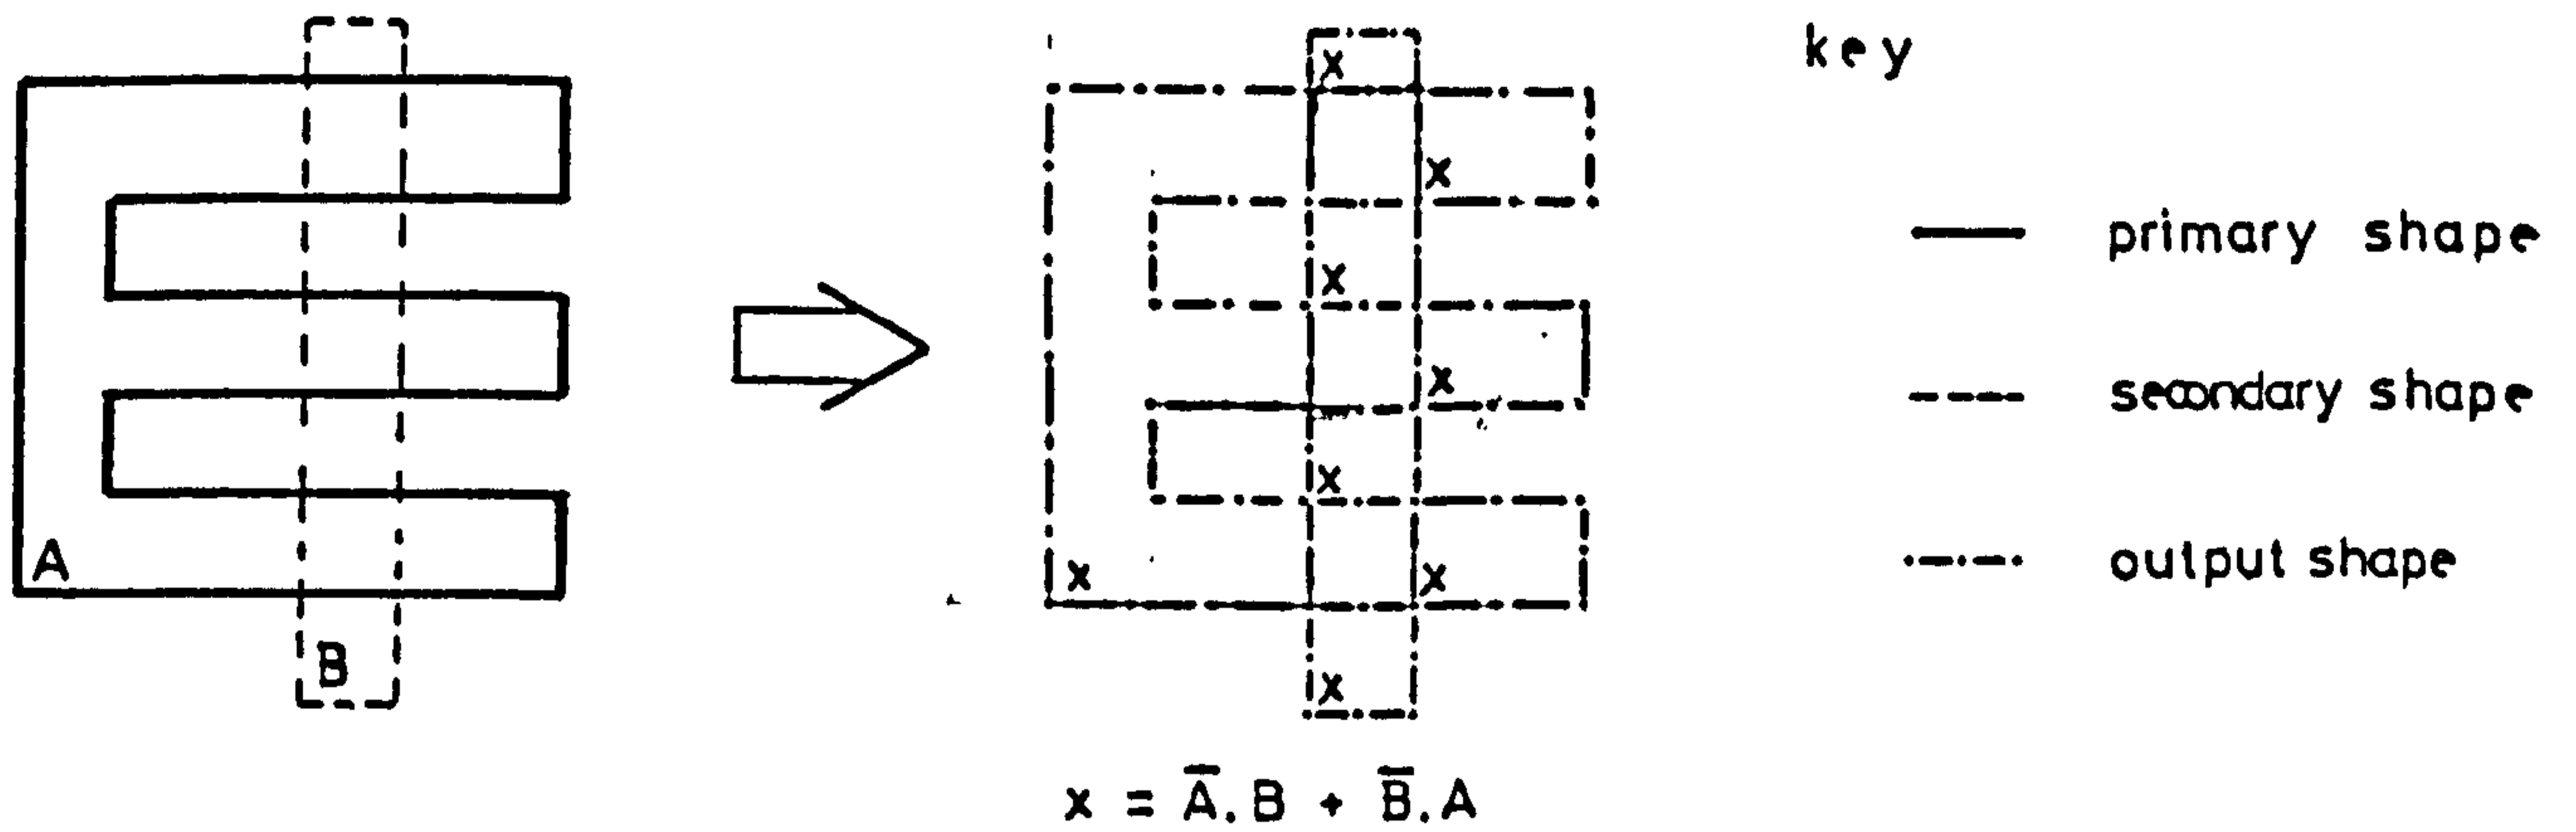 key
A
B
x
x
x
x
x
x
x
x
primary shape
secondary shape
output shape
x = A̅.B + B̅.A